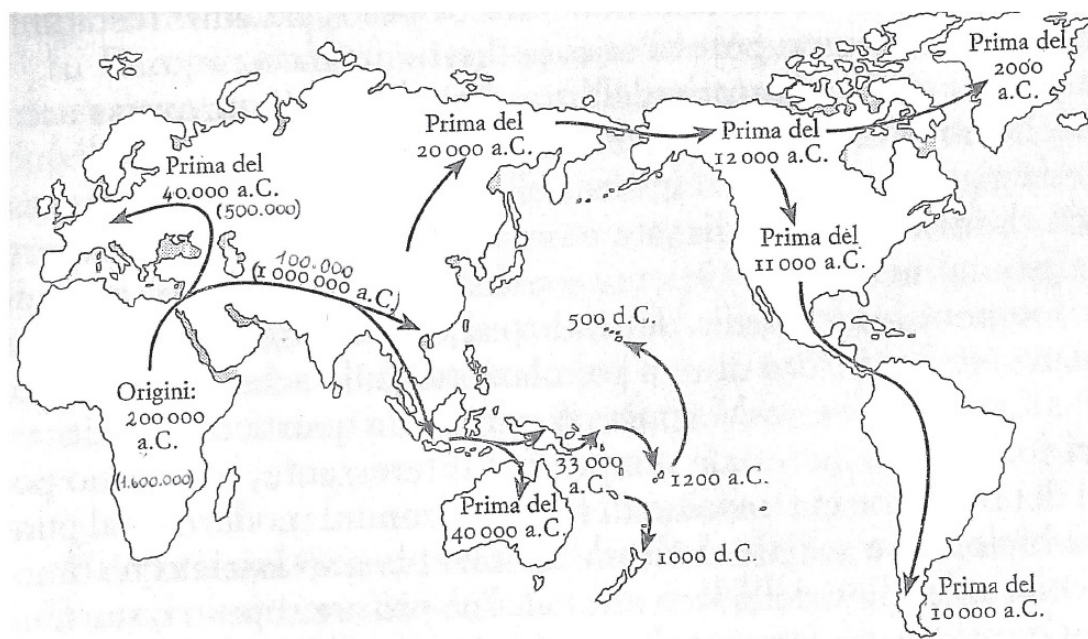 Prima del
2000
a.C.
Prima del
20 000 a.C.
Prima del
12 000 a.C.
Prima del
40.000 a.C.
(500.000)
Prima del
11 000 a.C.
100.000
(1 000 000 a.C.)
500 d.C.
Origini:
200 000
a.C.
(1.600.000)
33 000
a.C.
1200 a.C.
Prima del
40 000 a.C.
1000 d.C.
Prima del
10 000 a.C.